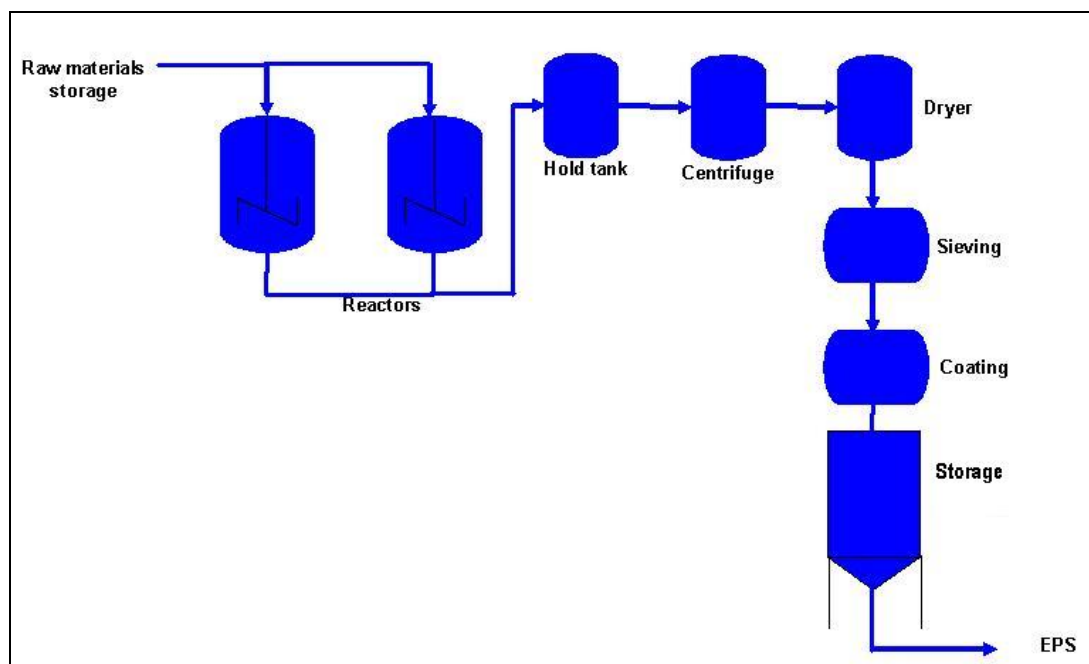 Raw materials
storage
Reactors
Hold tank
Centrifuge
Dryer
Sieving
Coating
Storage
EPS